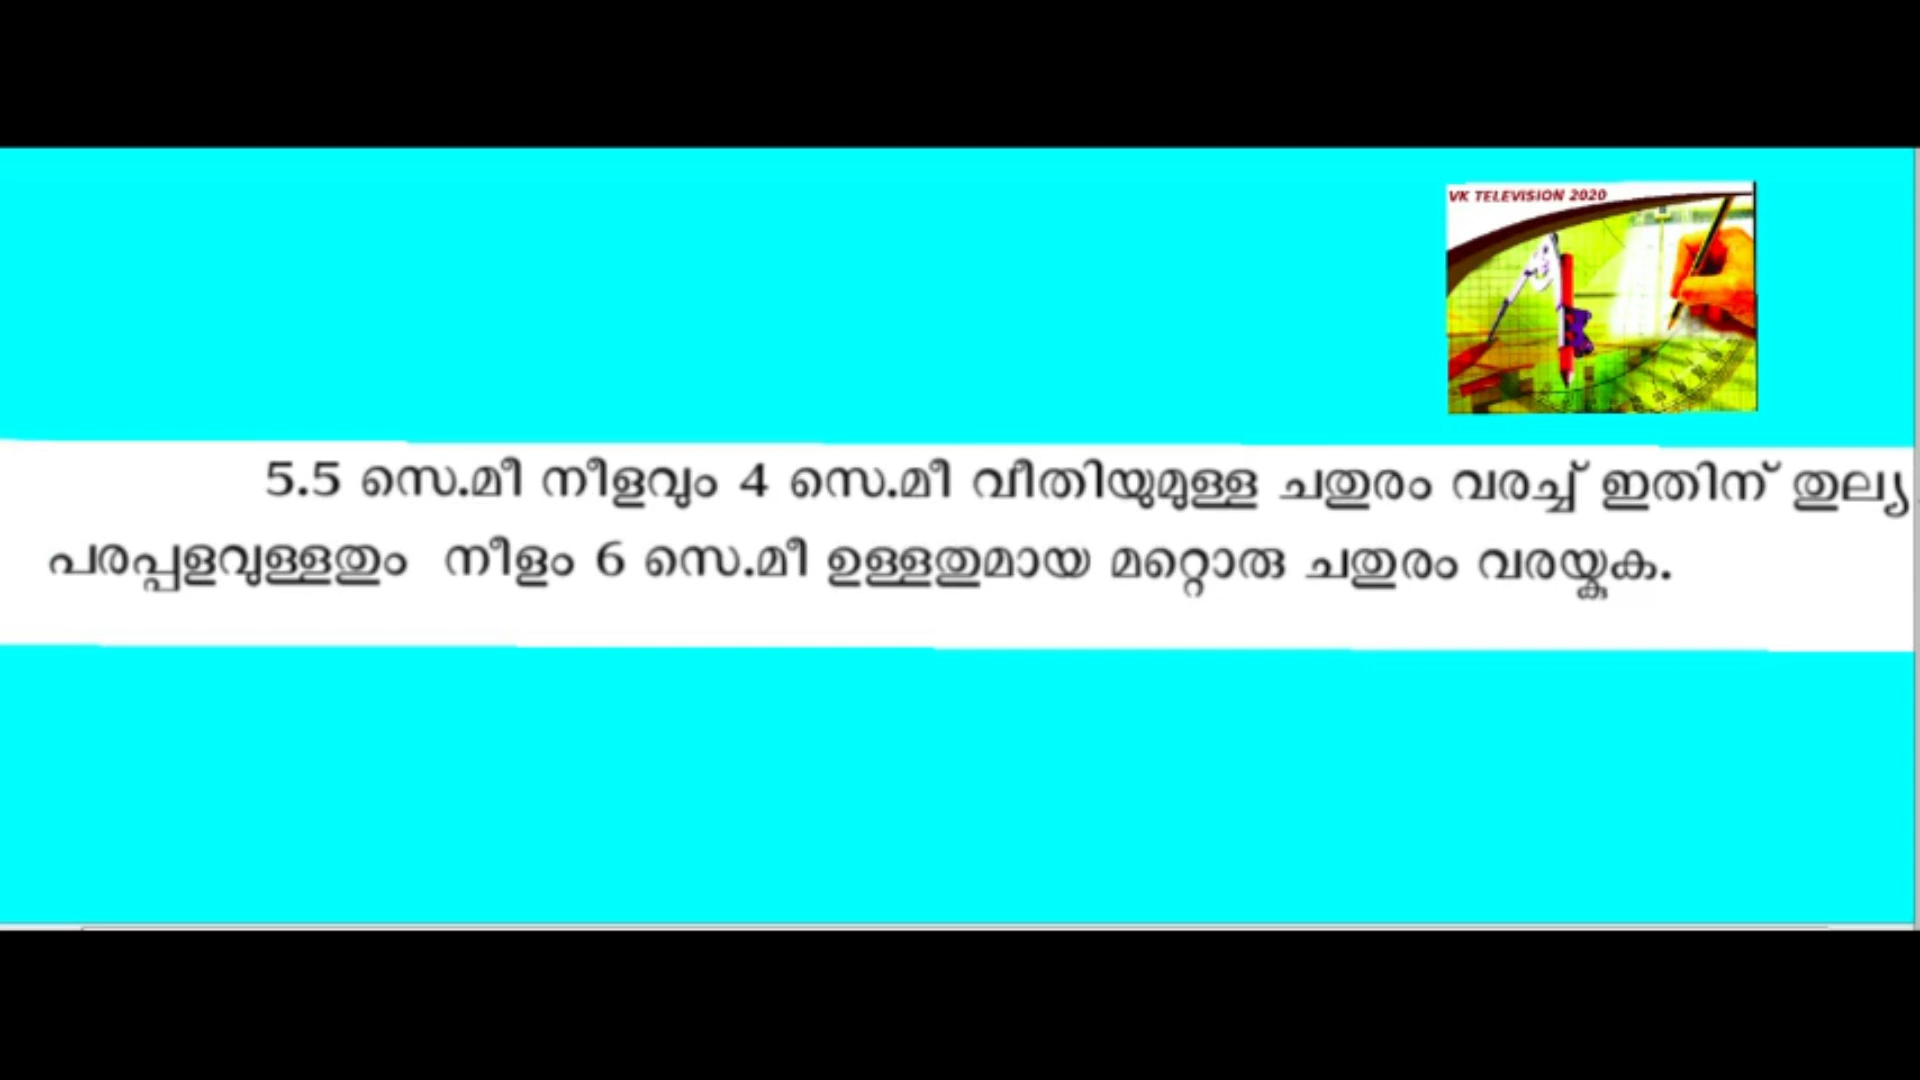 VK TELEVISION 2020
5.5 സെ.മീ നീളവും 4 സെ.മീ വീതിയുമുള്ള ചതുരം വരച്ച് ഇതിന് തുല്യ
പരപ്പളവുള്ളതും നീളം 6 സെ.മീ ഉള്ളതുമായ മറ്റൊരു ചതുരം വരയ്ക്കുക.